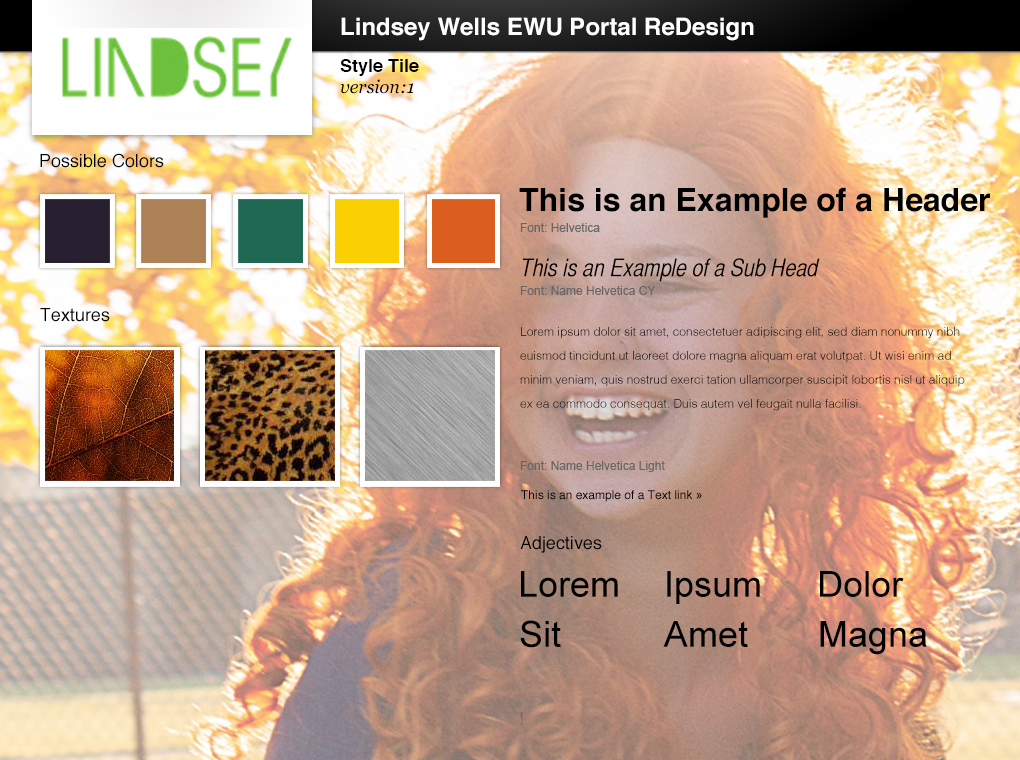 LINDSEY
Lindsey Wells EWU Portal ReDesign
Style Tile
version:1
Possible Colors
Textures
This is an Example of a Header
Font: Helvetica
This is an Example of a Sub Head
Font: Name Helvetica CY
Lorem ipsum dolor sit amet, consectetuer adipiscing elit, sed diam nonummy nibh
euismod tincidunt ut laoreet dolore magna aliquam erat volutpat. Ut wisi enim ad
minim veniam, quis nostrud exerci tation ullamcorper suscipit lobortis nisl ut aliquip
ex ea commodo consequat. Duis autem vel feugait nulla facilisi.
Font: Name Helvetica Light
This is an example of a Text link »
Adjectives
Lorem Ipsum Dolor
Sit Amet Magna